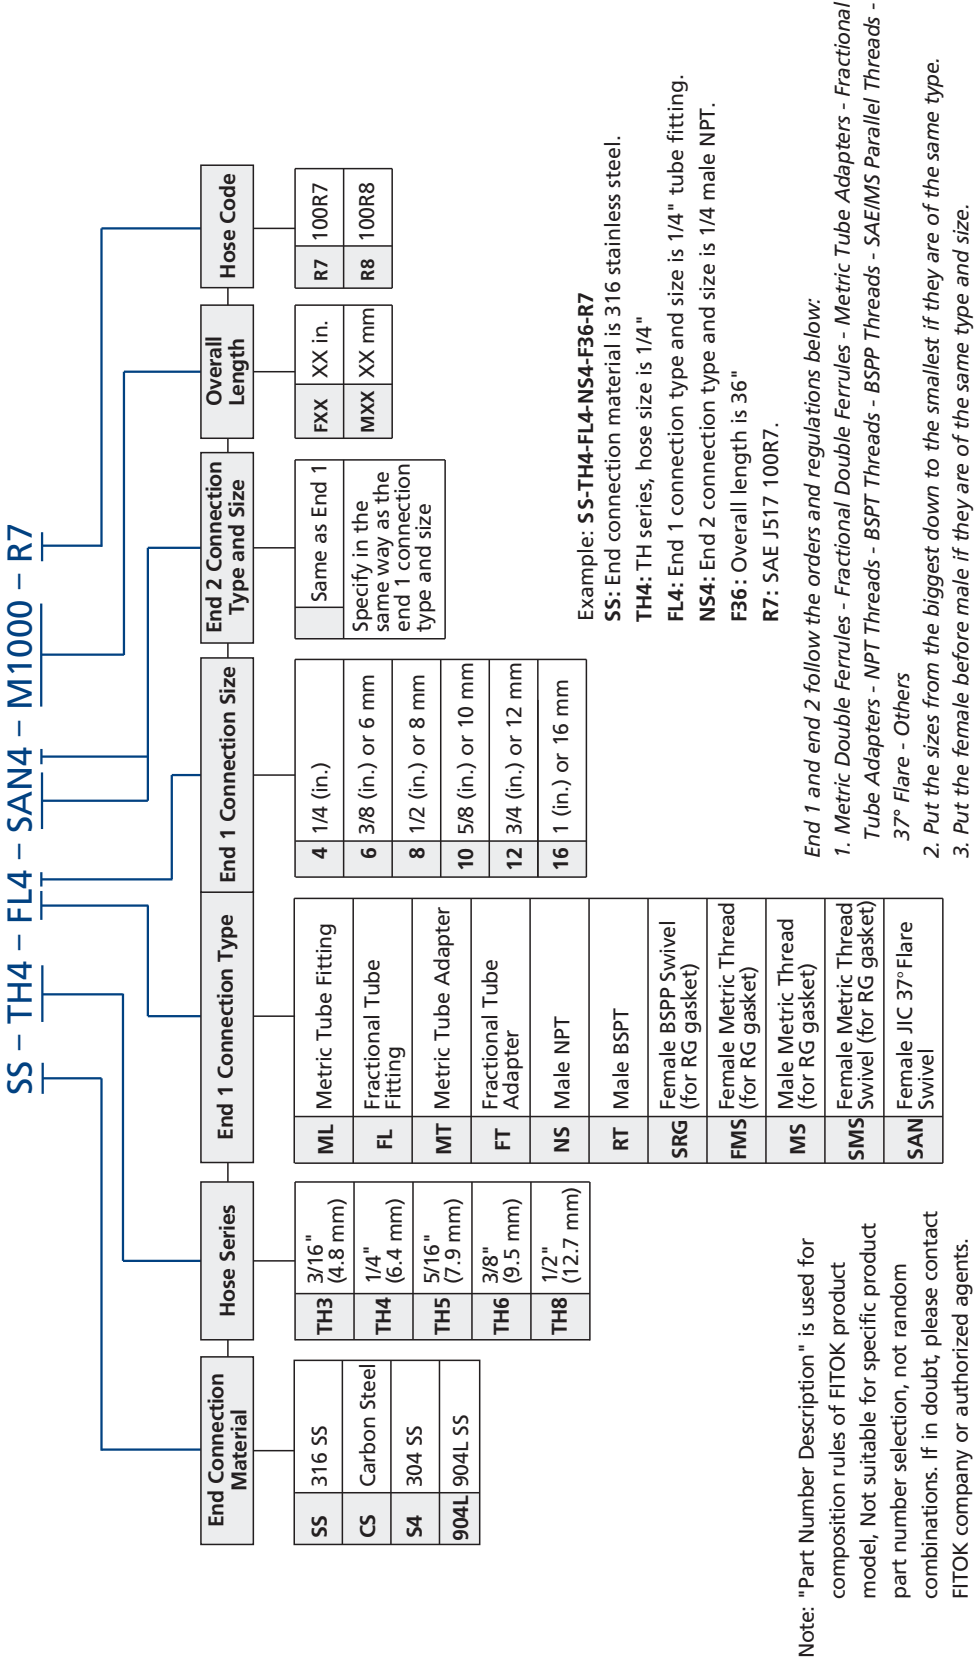 SS – TH4 – FL4 – SAN4 – M1000 – R7
End Connection
Material
SS 316 SS
CS Carbon Steel
S4 304 SS
904L 904L SS
Hose Series
TH3 3/16"
(4.8 mm)
TH4 1/4"
(6.4 mm)
TH5 5/16"
(7.9 mm)
TH6 3/8"
(9.5 mm)
TH8 1/2"
(12.7 mm)
End 1 Connection Type
ML Metric Tube Fitting
FL Fractional Tube
Fitting
MT Metric Tube Adapter
FT Fractional Tube
Adapter
NS Male NPT
RT Male BSPT
SRG Female BSPP Swivel
(for RG gasket)
FMS Female Metric Thread
(for RG gasket)
MS Male Metric Thread
(for RG gasket)
SMS Female Metric Thread
Swivel (for RG gasket)
SAN Female JIC 37° Flare
Swivel
End 1 Connection Size
4 1/4 (in.)
6 3/8 (in.) or 6 mm
8 1/2 (in.) or 8 mm
10 5/8 (in.) or 10 mm
12 3/4 (in.) or 12 mm
16 1 (in.) or 16 mm
End 2 Connection
Type and Size
Same as End 1
Specify in the
same way as the
end 1 connection
type and size
Overall
Length
FXX XX in.
MXX XX mm
Hose Code
R7 100R7
R8 100R8
Example: SS-TH4-FL4-NS4-F36-R7
SS: End connection material is 316 stainless steel.
TH4: TH series, hose size is 1/4"
FL4: End 1 connection type and size is 1/4" tube fitting.
NS4: End 2 connection type and size is 1/4 male NPT.
F36 : Overall length is 36"
R7: SAE J517 100R7.
Note: "Part Number Description" is used for
composition rules of FITOK product
model, Not suitable for specific product
part number selection, not random
combinations. If in doubt, please contact
FITOK company or authorized agents.
End 1 and end 2 follow the orders and regulations below:
1. Metric Double Ferrules - Fractional Double Ferrules - Metric Tube Adapters - Fractional
Tube Adapters - NPT Threads - BSPT Threads - BSPP Threads - SAE/MS Parallel Threads -
37° Flare - Others
2. Put the sizes from the biggest down to the smallest if they are of the same type.
3. Put the female before male if they are of the same type and size.